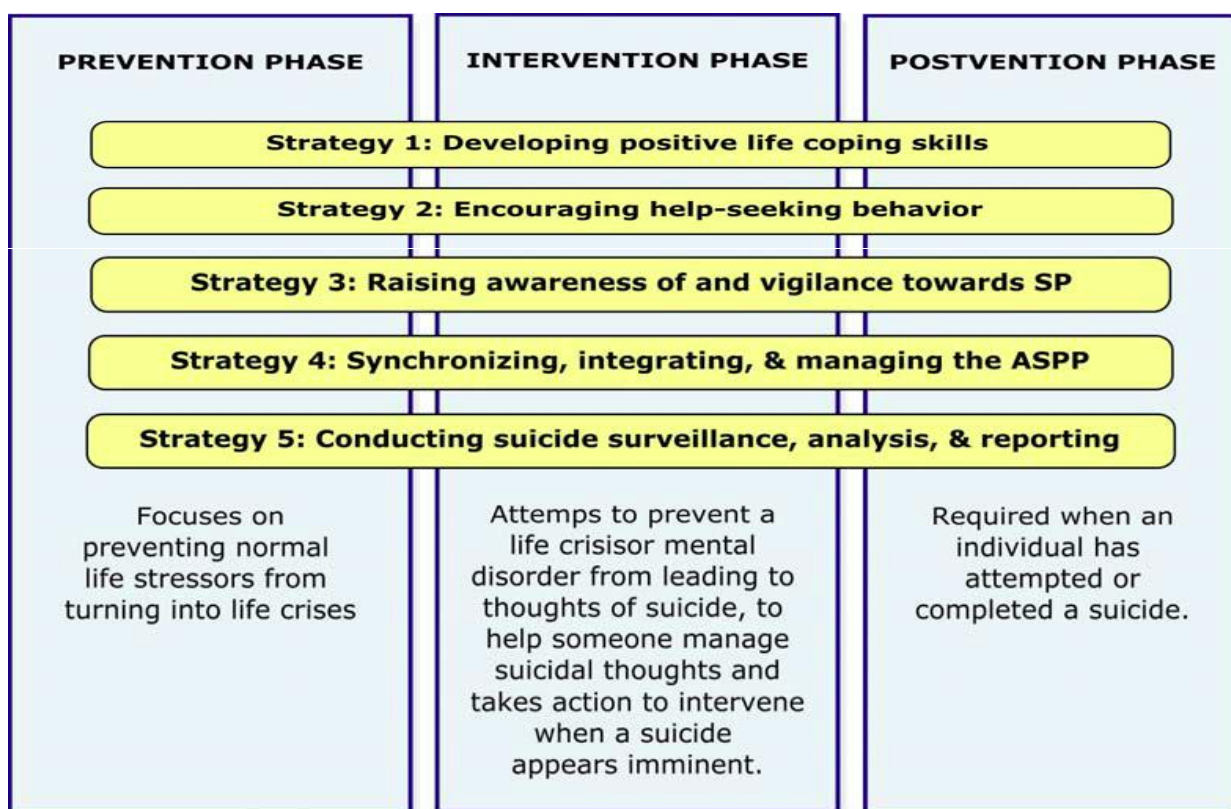 PREVENTION PHASE
INTERVENTION PHASE
POSTVENTION PHASE
Strategy 1: Developing positive life coping skills
Strategy 2: Encouraging help-seeking behavior
Strategy 3: Raising awareness of and vigilance towards SP
Strategy 4: Synchronizing, integrating, & managing the ASPP
Strategy 5: Conducting suicide surveillance, analysis, & reporting
Focuses on
preventing normal
life stressors from
turning into life crises
Attemps to prevent a
life crisisor mental
disorder from leading to
thoughts of suicide, to
help someone manage
suicidal thoughts and
takes action to intervene
when a suicide
appears imminent.
Required when an
individual has
attempted or
completed a suicide.